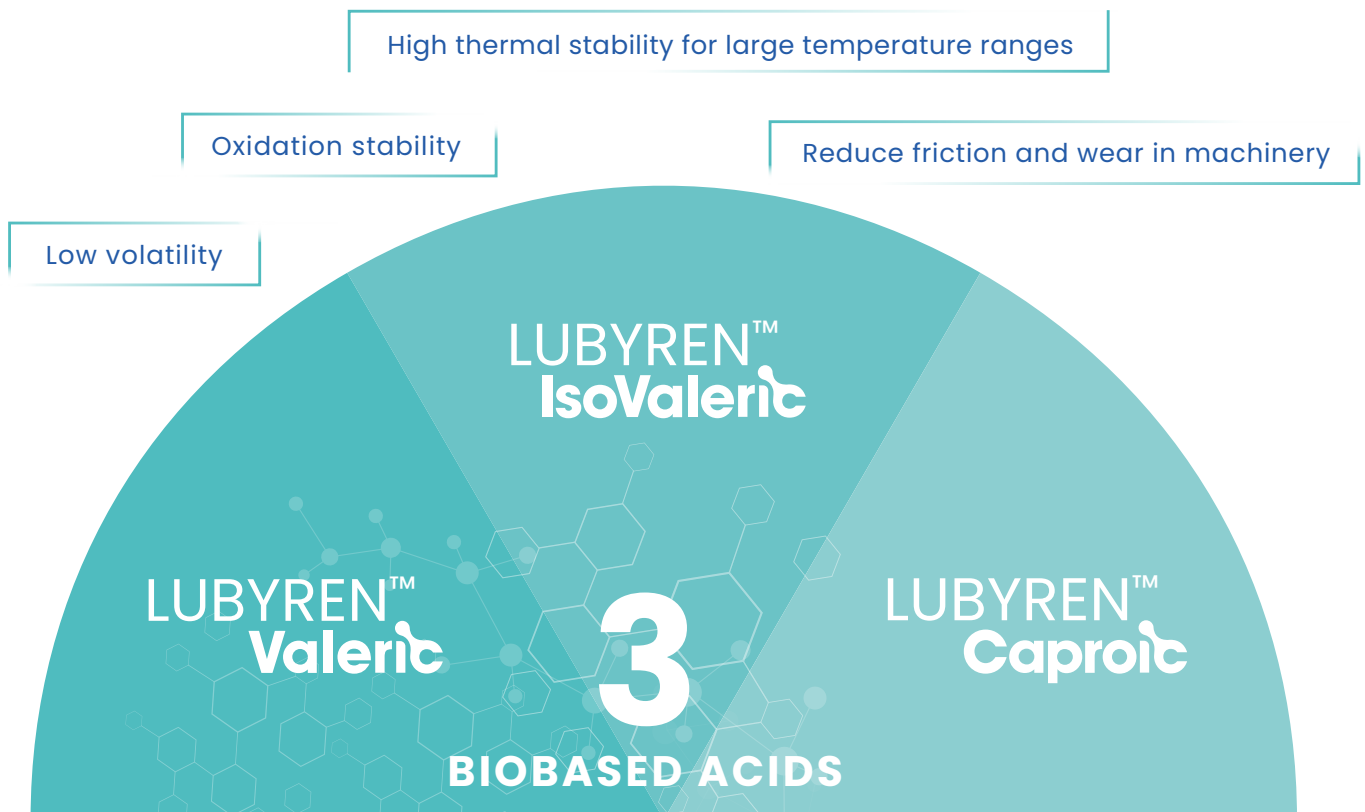 High thermal stability for large temperature ranges
Oxidation stability
Reduce friction and wear in machinery
Low volatility
LUBYREN™
IsoValeric
LUBYREN™
Valeric
LUBYREN™
Caproic
3
BIOBASED ACIDS